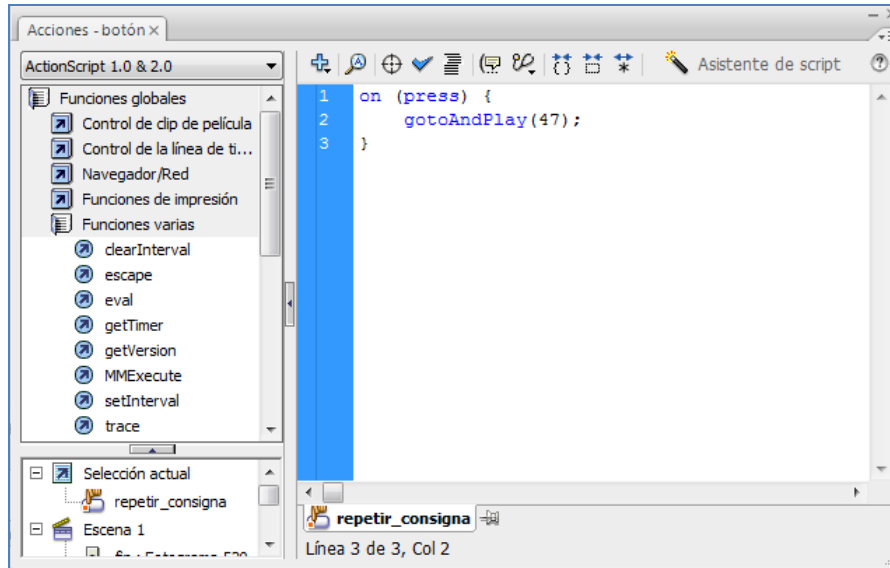 Acciones - botón ×
ActionScript 1.0 & 2.0
Asistente de script
Funciones globales
Control de clip de película
Control de la línea de ti...
Navegador/Red
Funciones de impresión
Funciones varias
clearInterval
escape
eval
getTimer
getVersion
MMExecute
setInterval
trace
Selección actual
repetir_consigna
Escena 1
1 on (press) {
2 gotoAndPlay(47);
3 }
repetir_consigna
Línea 3 de 3, Col 2